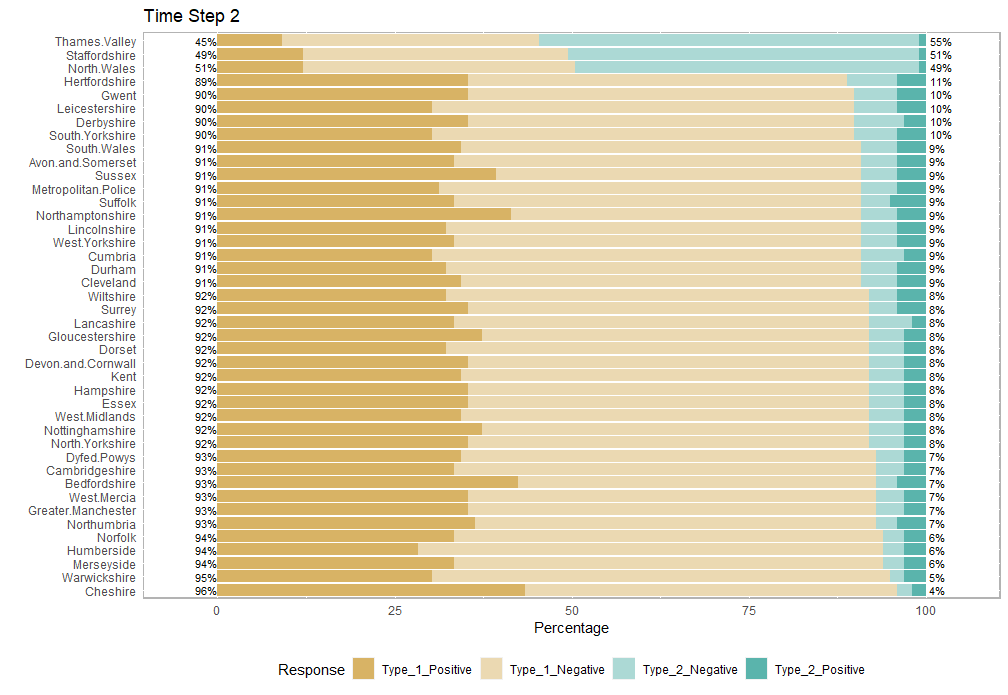 Time Step 2
Thames.Valley 45% 55%
Staffordshire 49% 51%
North.Wales 51% 49%
Hertfordshire 89% 11%
Gwent 90% 10%
Leicestershire 90% 10%
Derbyshire 90% 10%
South.Yorkshire 90% 10%
South.Wales 91% 9%
Avon.and.Somerset 91% 9%
Sussex 91% 9%
Metropolitan.Police 91% 9%
Suffolk 91% 9%
Northamptonshire 91% 9%
Lincolnshire 91% 9%
West.Yorkshire 91% 9%
Cumbria 91% 9%
Durham 91% 9%
Cleveland 91% 9%
Wiltshire 92% 8%
Surrey 92% 8%
Lancashire 92% 8%
Gloucestershire 92% 8%
Dorset 92% 8%
Devon.and.Cornwall 92% 8%
Kent 92% 8%
Hampshire 92% 8%
Essex 92% 8%
West.Midlands 92% 8%
Nottinghamshire 92% 8%
North.Yorkshire 92% 8%
Dyfed.Powys 93% 7%
Cambridgeshire 93% 7%
Bedfordshire 93% 7%
West.Mercia 93% 7%
Greater.Manchester 93% 7%
Northumbria 93% 7%
Norfolk 94% 6%
Humberside 94% 6%
Merseyside 94% 6%
Warwickshire 95% 5%
Cheshire 96% 4%
0 25 50 75 100
Percentage
Response Type_1_Positive Type_1_Negative Type_2_Negative Type_2_Positive